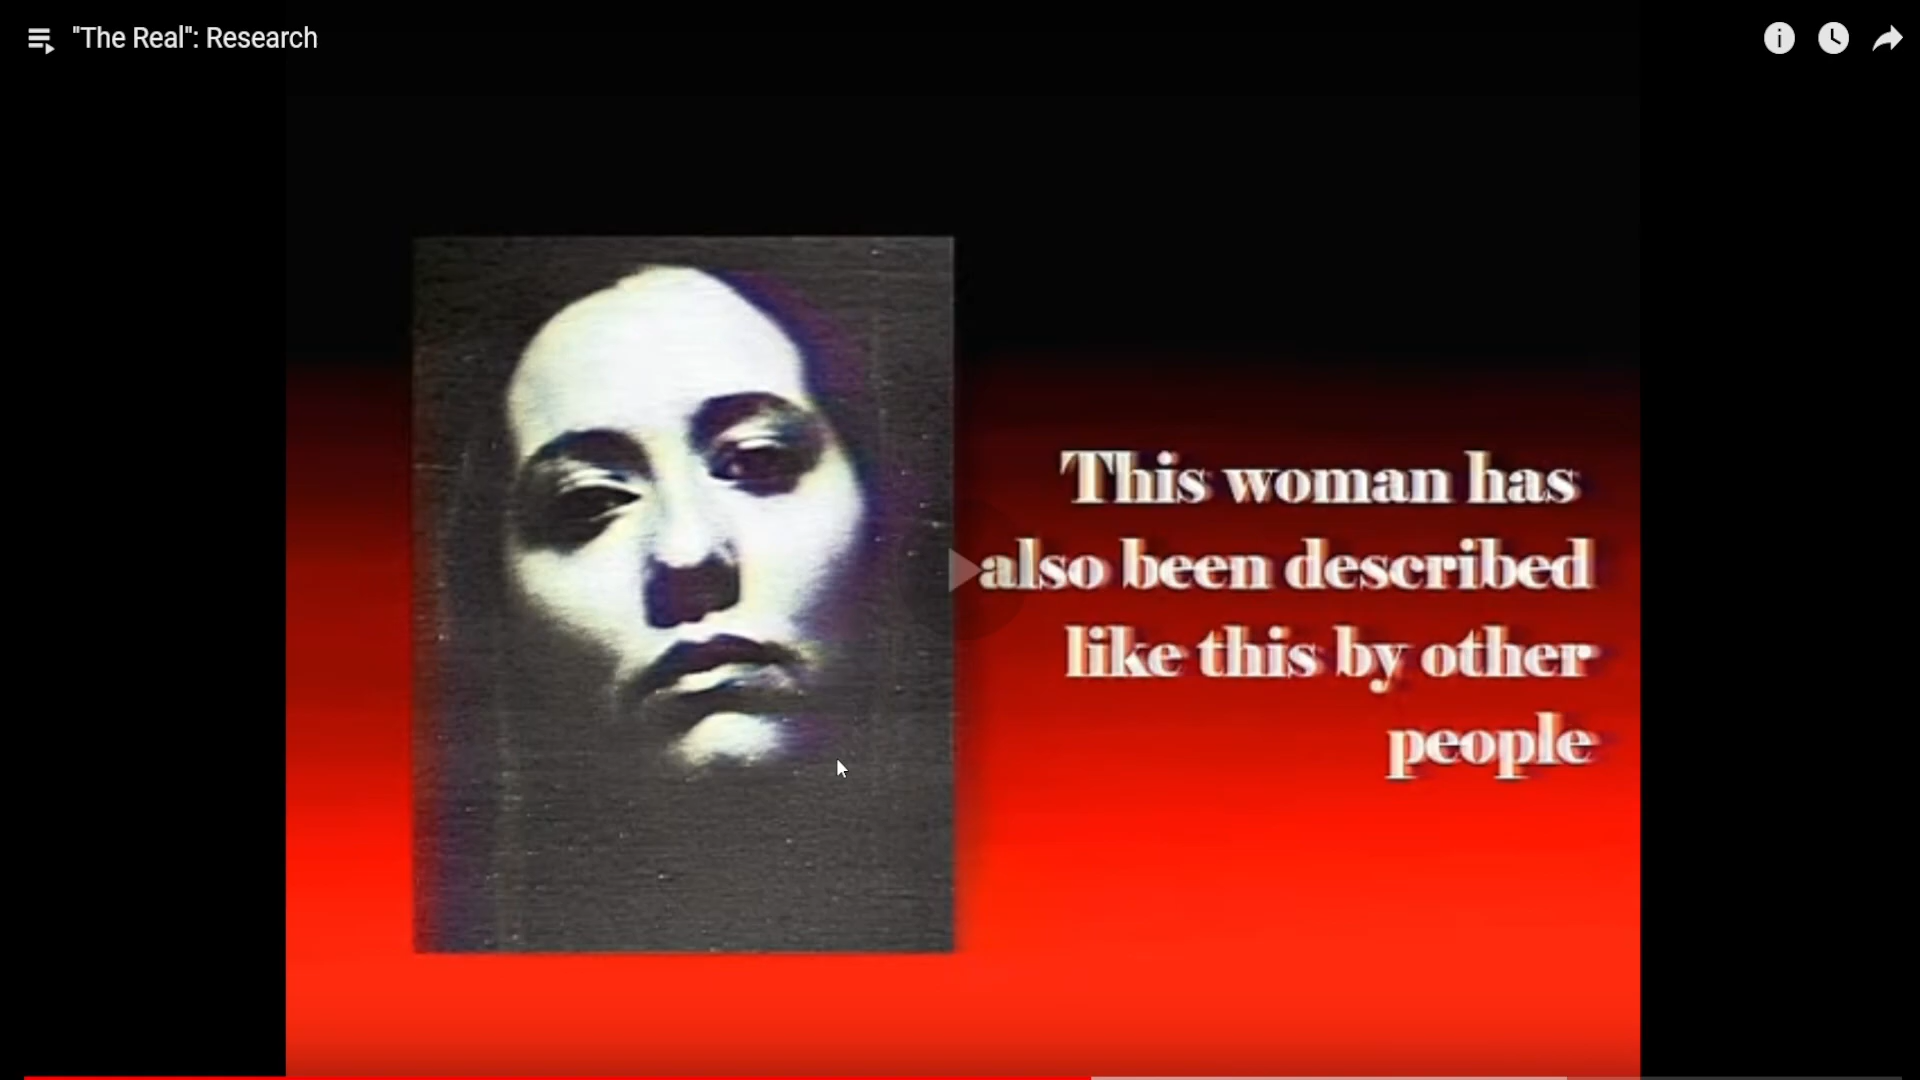 "The Real": Research
This woman has
also been described
like this by other
people